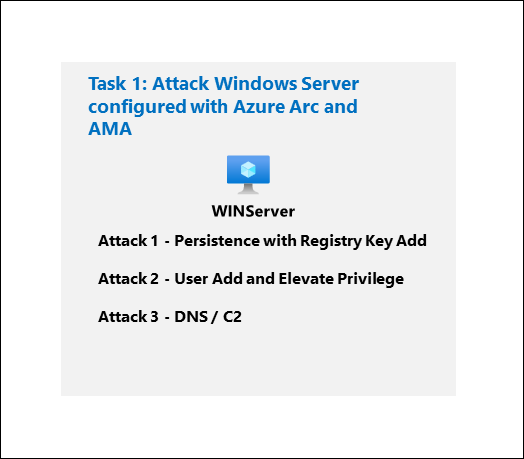 Task 1: Attack Windows Server
configured with Azure Arc and
AMA
WINServer
Attack 1 - Persistence with Registry Key Add
Attack 2 - User Add and Elevate Privilege
Attack 3 - DNS / C2